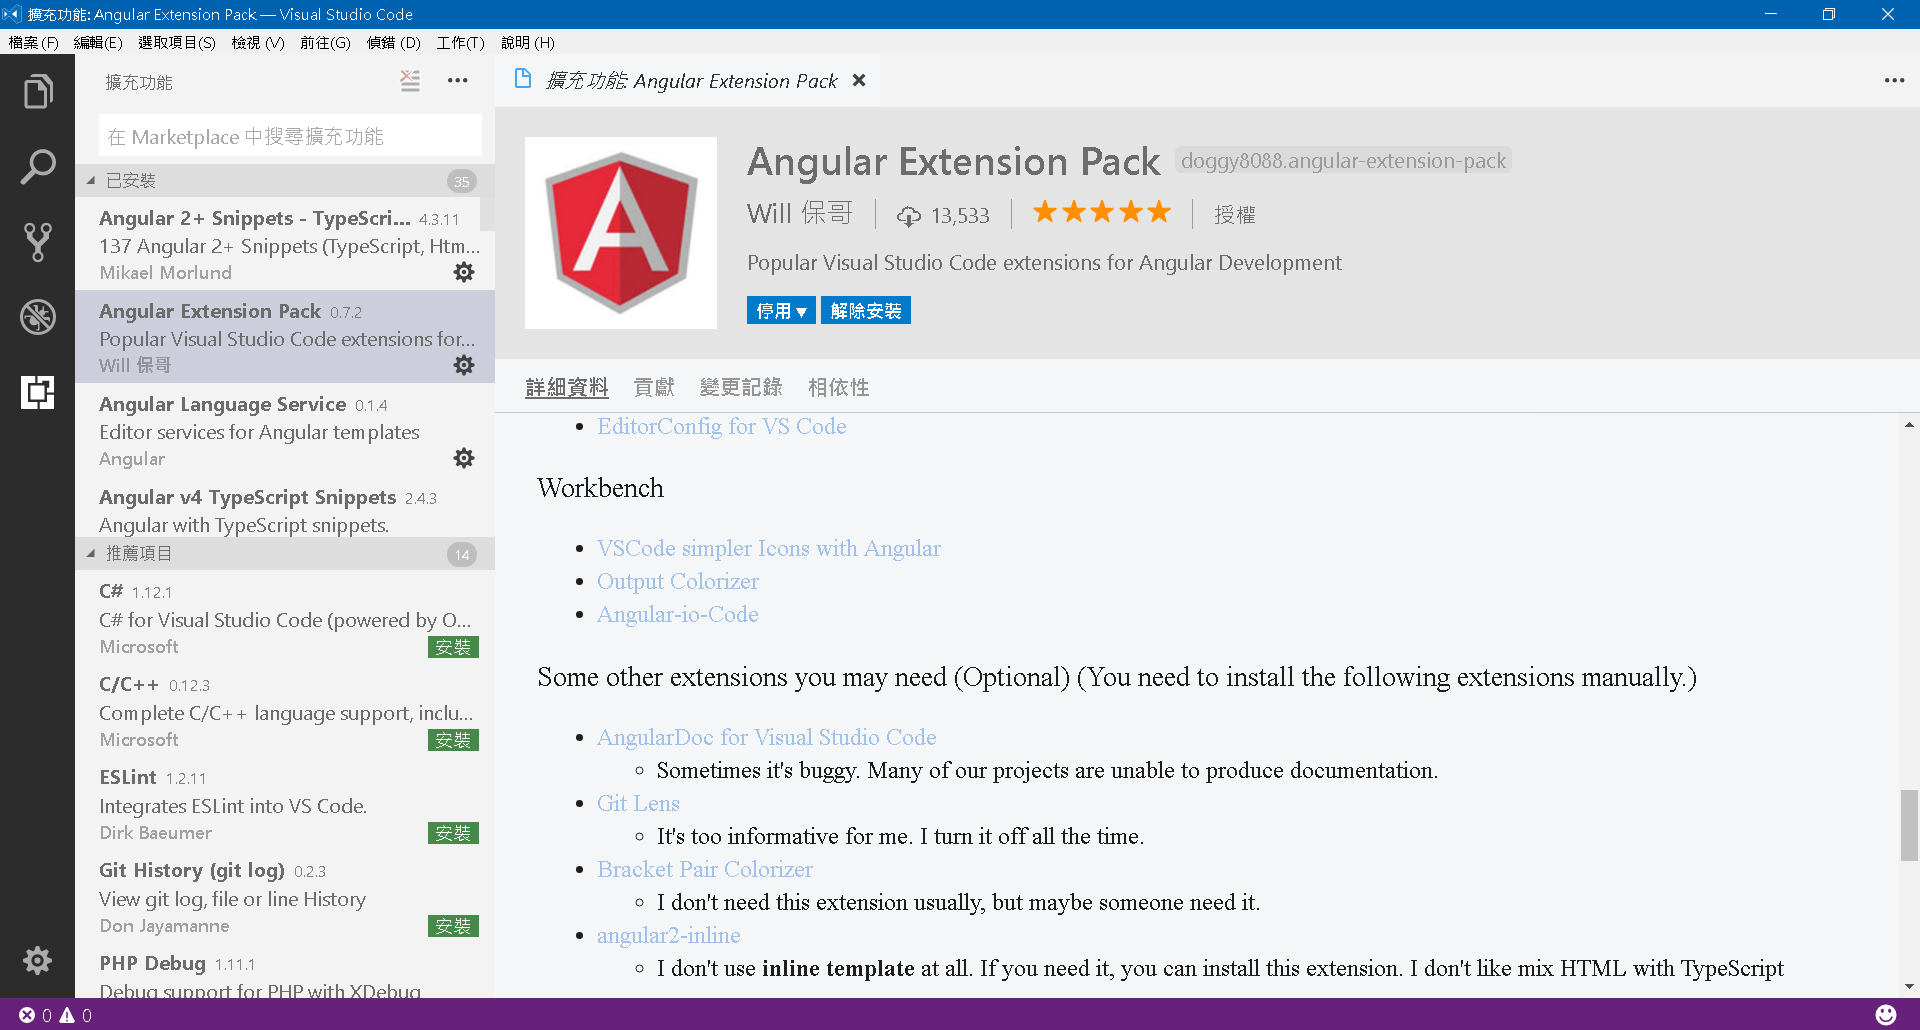 擴充功能: Angular Extension Pack — Visual Studio Code
檔案 (F) 編輯(E) 選取項目(S) 檢視 (V) 前往(G) 偵錯 (D) 工作(T) 說明 (H)
擴充功能
在 Marketplace 中搜尋擴充功能
已安裝 35
Angular 2+ Snippets - TypeScri... 4.3.11
137 Angular 2+ Snippets (TypeScript, Htm...
Mikael Morlund
Angular Extension Pack 0.7.2
Popular Visual Studio Code extensions for...
Will 保哥
Angular Language Service 0.1.4
Editor services for Angular templates
Angular
Angular v4 TypeScript Snippets 2.4.3
Angular with TypeScript snippets.
推薦項目 14
C# 1.12.1
C# for Visual Studio Code (powered by O...
Microsoft 安裝
C/C++ 0.12.3
Complete C/C++ language support, inclu...
Microsoft 安裝
ESLint 1.2.11
Integrates ESLint into VS Code.
Dirk Baeumer 安裝
Git History (git log) 0.2.3
View git log, file or line History
Don Jayamanne 安裝
PHP Debug 1.11.1
Debug support for PHP with XDebug
擴充功能: Angular Extension Pack
Angular Extension Pack doggy8088.angular-extension-pack
Will 保哥 13,533 授權
Popular Visual Studio Code extensions for Angular Development
停用 解除安裝
詳細資料 貢獻 變更記錄 相依性
EditorConfig for VS Code
Workbench
VSCode simpler Icons with Angular
Output Colorizer
Angular-io-Code
Some other extensions you may need (Optional) (You need to install the following extensions manually.)
AngularDoc for Visual Studio Code
Sometimes it's buggy. Many of our projects are unable to produce documentation.
Git Lens
It's too informative for me. I turn it off all the time.
Bracket Pair Colorizer
I don't need this extension usually, but maybe someone need it.
angular2-inline
I don't use inline template at all. If you need it, you can install this extension. I don't like mix HTML with TypeScript
0 0